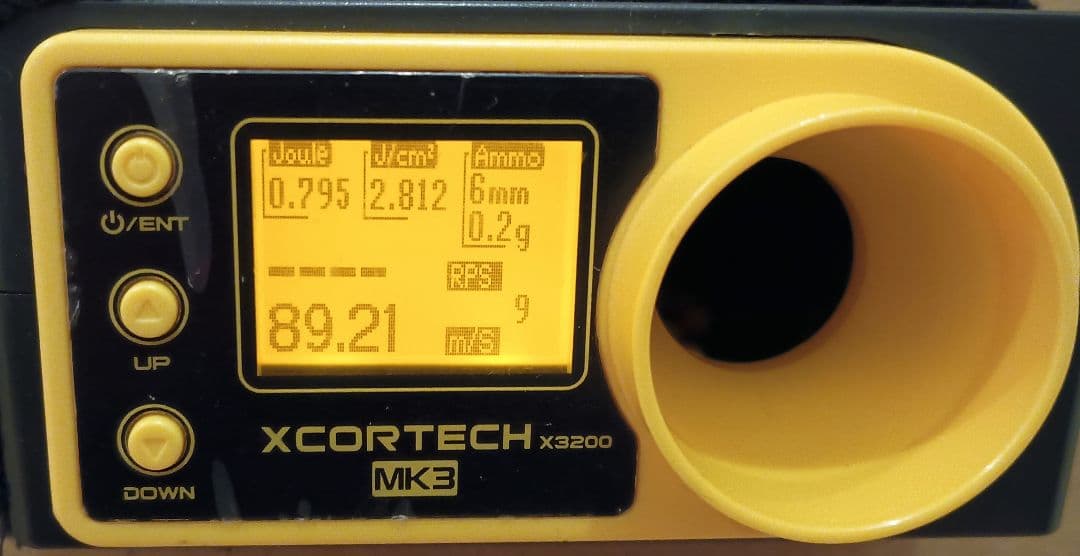 Joule J/cm² Ammo
0.795 2.812 6mm
0.2g
---- RPS
9
89.21 m/S
⏻/ENT
UP
DOWN
XCORTECH X3200
MK3